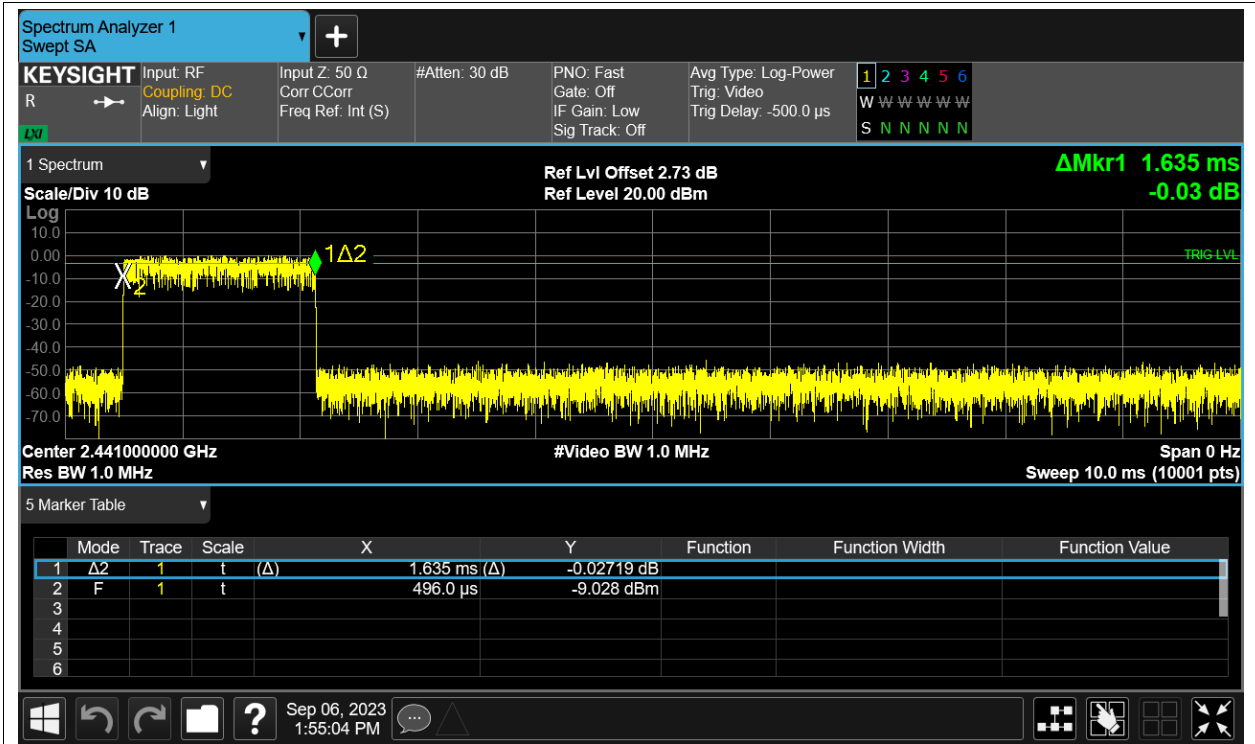 Spectrum Analyzer 1
Swept SA
KEYSIGHT
R
LXI
Input: RF
Coupling: DC
Align: Light
Input Z: 50 Ω
Corr CCorr
Freq Ref: Int (S)
#Atten: 30 dB
PNO: Fast
Gate: Off
IF Gain: Low
Sig Track: Off
Avg Type: Log-Power
Trig: Video
Trig Delay: -500.0 µs
1 2 3 4 5 6
W W W W W W
S N N N N N
1 Spectrum
Scale/Div 10 dB
Ref Lvl Offset 2.73 dB
Ref Level 20.00 dBm
ΔMkr1 1.635 ms
-0.03 dB
Log
10.0
0.00
-10.0
-20.0
-30.0
-40.0
-50.0
-60.0
-70.0
1Δ2
2
TRIG LVL
Center 2.441000000 GHz
Res BW 1.0 MHz
#Video BW 1.0 MHz
Span 0 Hz
Sweep 10.0 ms (10001 pts)
5 Marker Table
Mode Trace Scale X Y Function Function Width Function Value
1 Δ2 1 t (Δ) 1.635 ms (Δ) -0.02719 dB
2 F 1 t 496.0 µs -9.028 dBm
3
4
5
6
?
Sep 06, 2023
1:55:04 PM